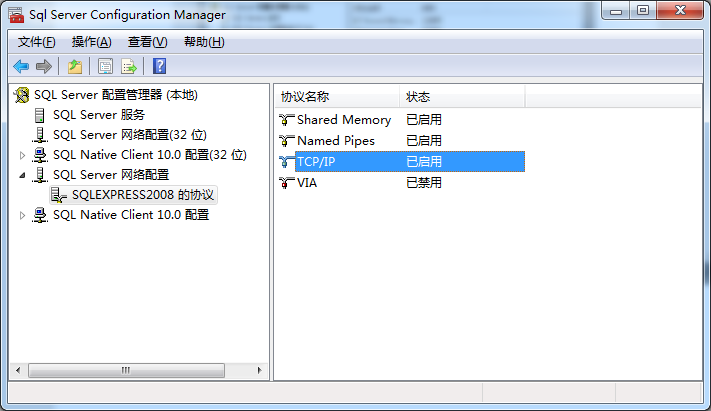 Sql Server Configuration Manager
文件(F) 操作(A) 查看(V) 帮助(H)
SQL Server 配置管理器 (本地)
SQL Server 服务
SQL Server 网络配置(32 位)
SQL Native Client 10.0 配置(32 位)
SQL Server 网络配置
SQLEXPRESS2008 的协议
SQL Native Client 10.0 配置
协议名称 状态
Shared Memory 已启用
Named Pipes 已启用
TCP/IP 已启用
VIA 已禁用